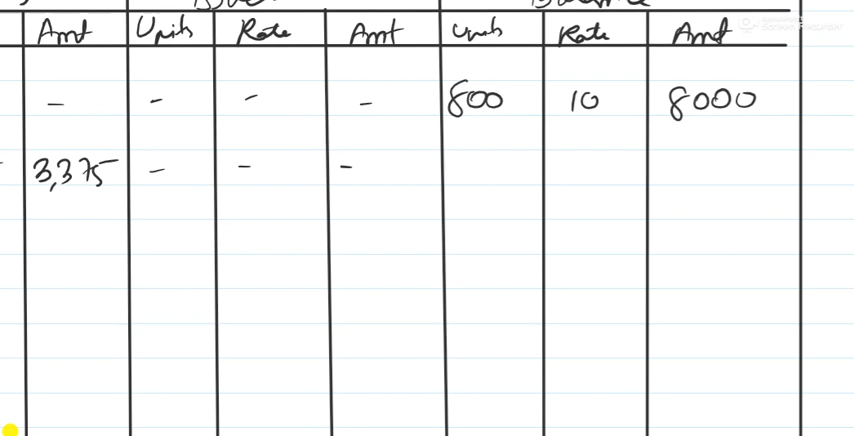 Amt Units Rate Amt Units Rate Amt
- - - - 800 10 8000
3,375 - - -